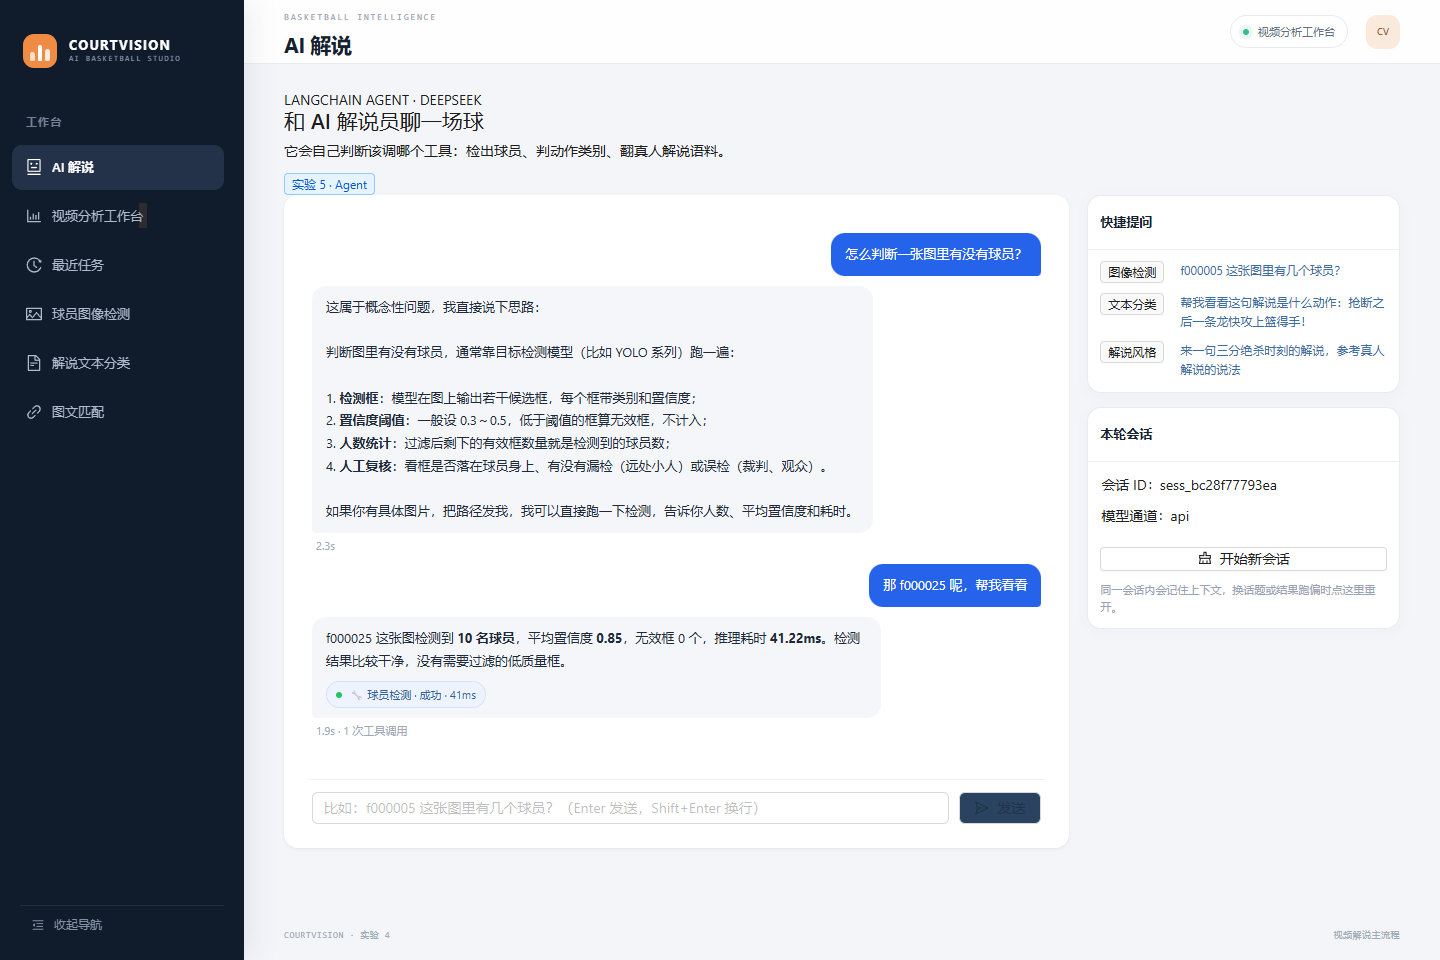 COURTVISION
AI BASKETBALL STUDIO
工作台
AI 解说
视频分析工作台
最近任务
球员图像检测
解说文本分类
图文匹配
收起导航
BASKETBALL INTELLIGENCE
AI 解说
视频分析工作台
CV
LANGCHAIN AGENT · DEEPSEEK
和 AI 解说员聊一场球
它会自己判断该调哪个工具：检出球员、判动作类别、翻真人解说语料。
实验 5 · Agent
怎么判断一张图里有没有球员？
这属于概念性问题，我直接说下思路：
判断图里有没有球员，通常靠目标检测模型（比如 YOLO 系列）跑一遍：
1. 检测框：模型在图上输出若干候选框，每个框带类别和置信度；
2. 置信度阈值：一般设 0.3～0.5，低于阈值的框算无效框，不计入；
3. 人数统计：过滤后剩下的有效框数量就是检测到的球员数；
4. 人工复核：看框是否落在球员身上、有没有漏检（远处小人）或误检（裁判、观众）。
如果你有具体图片，把路径发我，我可以直接跑一下检测，告诉你人数、平均置信度和耗时。
2.3s
那 f000025 呢，帮我看看
f000025 这张图检测到 10 名球员，平均置信度 0.85，无效框 0 个，推理耗时 41.22ms。检测
结果比较干净，没有需要过滤的低质量框。
球员检测 · 成功 · 41ms
1.9s · 1 次工具调用
比如：f000005 这张图里有几个球员？（Enter 发送，Shift+Enter 换行）
发送
快捷提问
图像检测 f000005 这张图里有几个球员？
文本分类 帮我看看这句解说是什么动作：抢断之
后一条龙快攻上篮得手！
解说风格 来一句三分绝杀时刻的解说，参考真人
解说的说法
本轮会话
会话 ID：sess_bc28f77793ea
模型通道：api
开始新会话
同一会话内会记住上下文，换话题或结果跑偏时点这里重
开。
COURTVISION · 实验 4
视频解说主流程